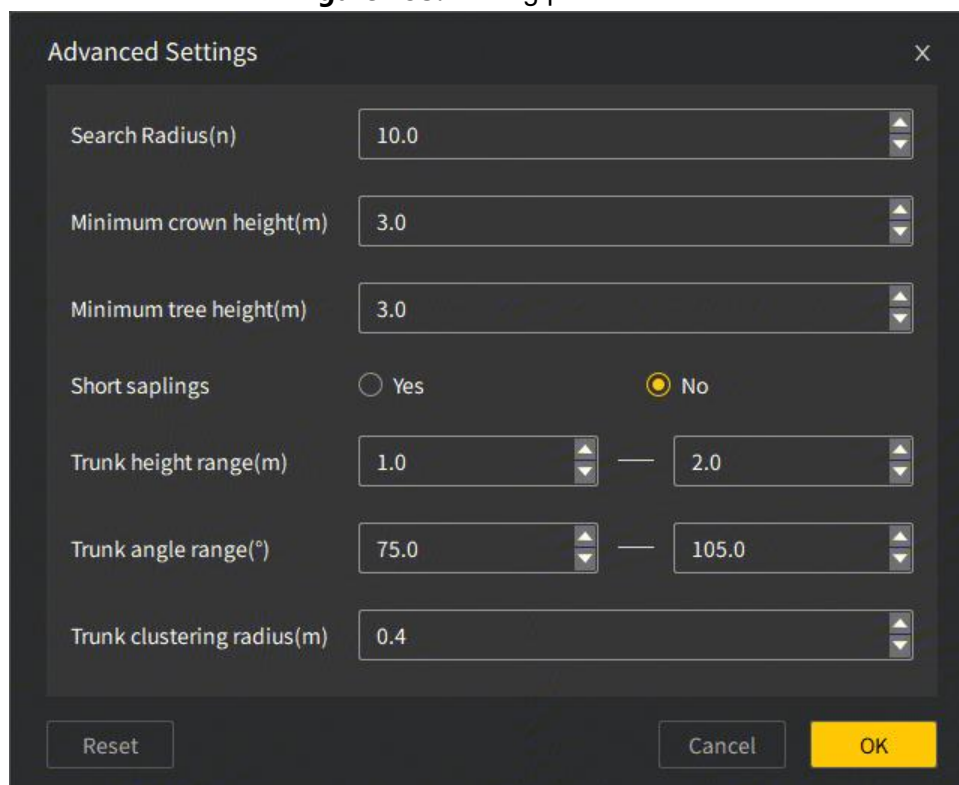 Advanced Settings X
Search Radius(n) 10.0
Minimum crown height(m) 3.0
Minimum tree height(m) 3.0
Short saplings Yes No
Trunk height range(m) 1.0 — 2.0
Trunk angle range(°) 75.0 — 105.0
Trunk clustering radius(m) 0.4
Reset Cancel OK